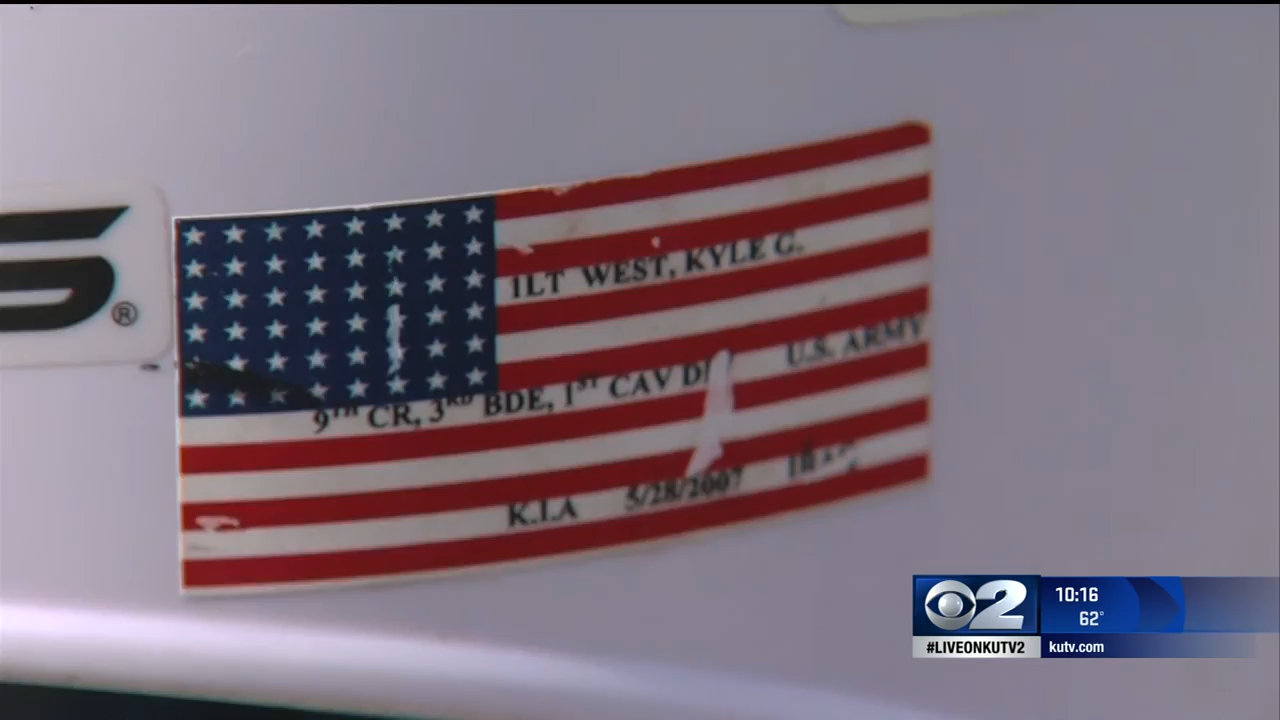 S®
1LT WEST, KYLE G.
U.S. ARMY
9TH CR, 3RD BDE, 1ST CAV
K.I.A 5/28/2007
2
10:16
62°
#LIVEONKUTV2
kutv.com